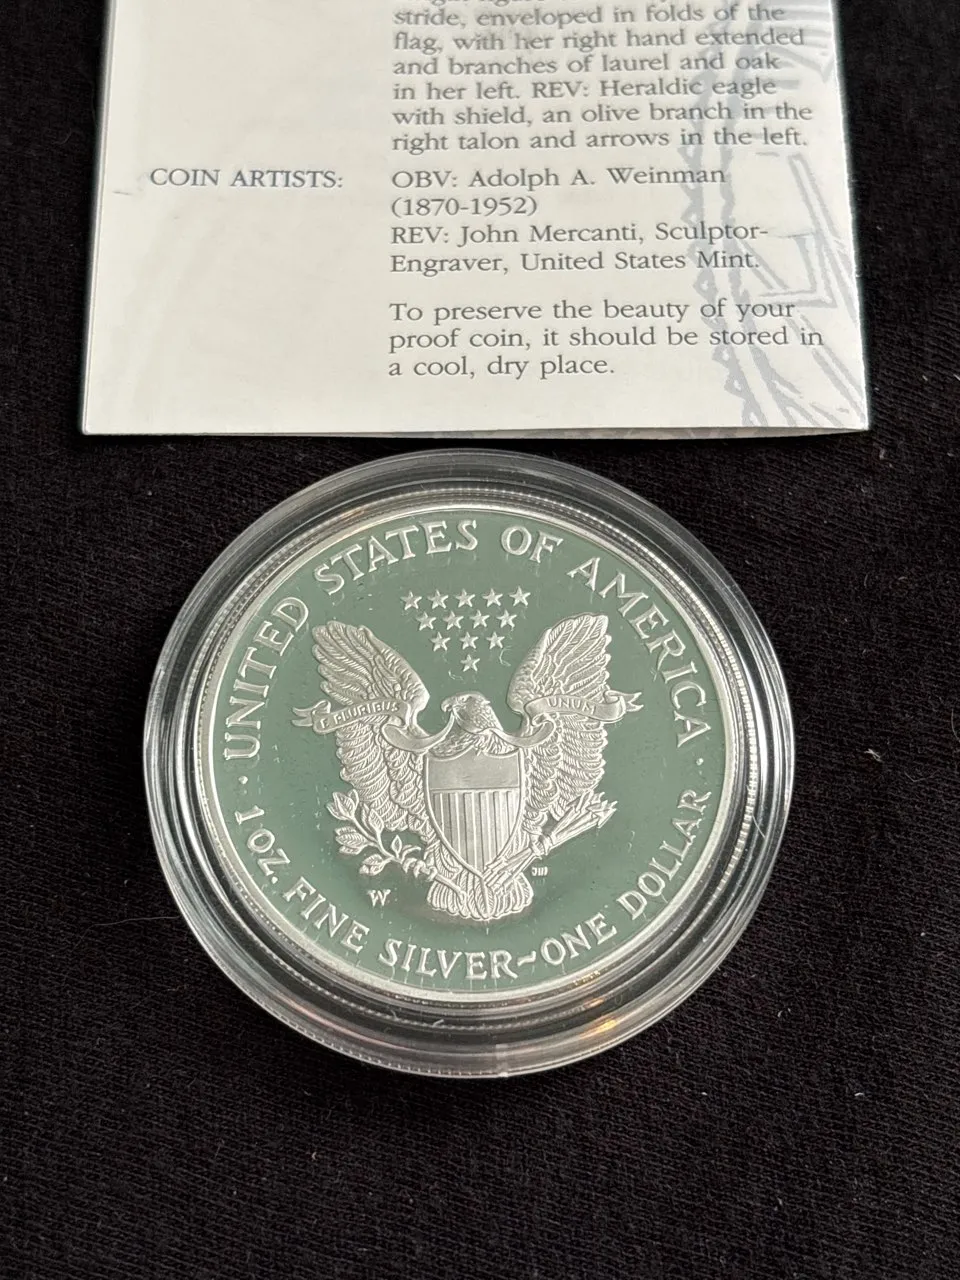 stride, enveloped in folds of the
flag, with her right hand extended
and branches of laurel and oak
in her left. REV: Heraldic eagle
with shield, an olive branch in the
right talon and arrows in the left.
COIN ARTISTS: OBV: Adolph A. Weinman
(1870-1952)
REV: John Mercanti, Sculptor-
Engraver, United States Mint.
To preserve the beauty of your
proof coin, it should be stored in
a cool, dry place.
UNITED STATES OF AMERICA
E PLURIBUS UNUM
W JM
1 OZ. FINE SILVER~ONE DOLLAR